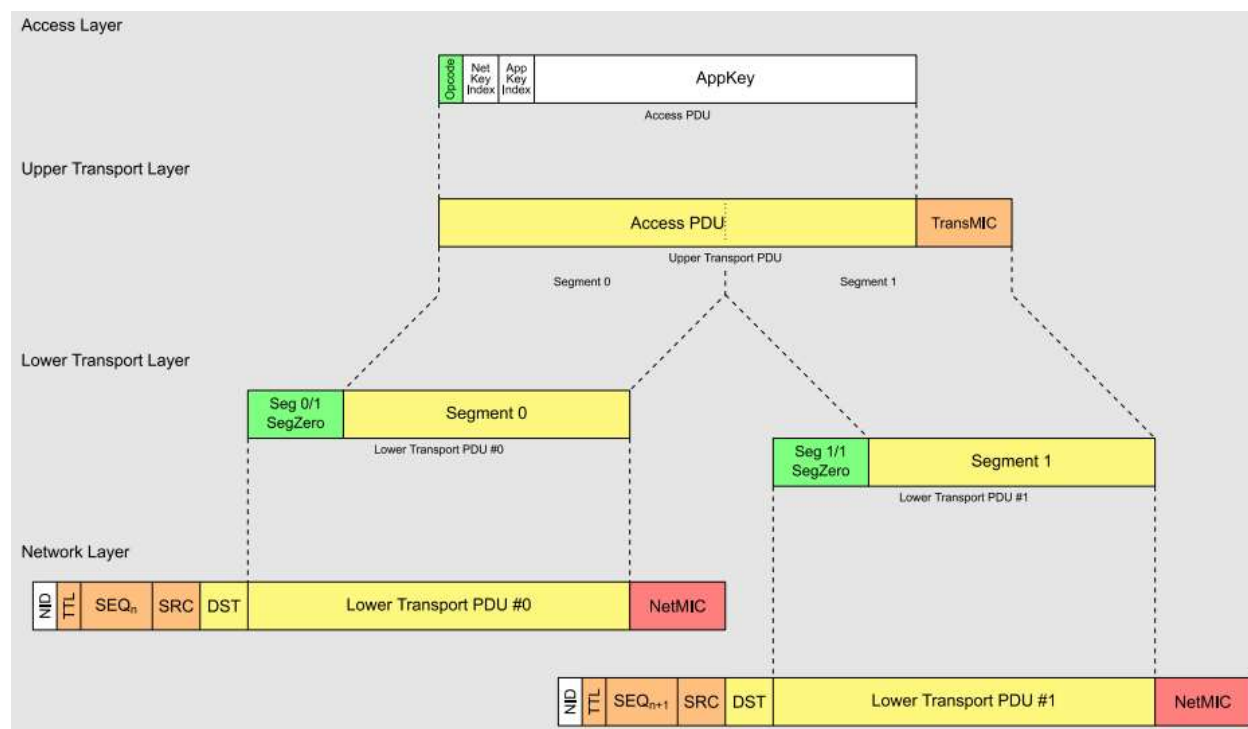 Access Layer
Opcode
Net
Key
Index
App
Key
Index
AppKey
Access PDU
Upper Transport Layer
Access PDU
TransMIC
Upper Transport PDU
Segment 0
Segment 1
Lower Transport Layer
Seg 0/1
SegZero
Segment 0
Lower Transport PDU #0
Seg 1/1
SegZero
Segment 1
Lower Transport PDU #1
Network Layer
NID
TTL
SEQn
SRC
DST
Lower Transport PDU #0
NetMIC
NID
TTL
SEQn+1
SRC
DST
Lower Transport PDU #1
NetMIC